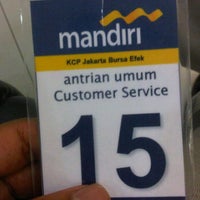 mandiri
KCP Jakarta Bursa Efek
antrian umum
Customer Service
15